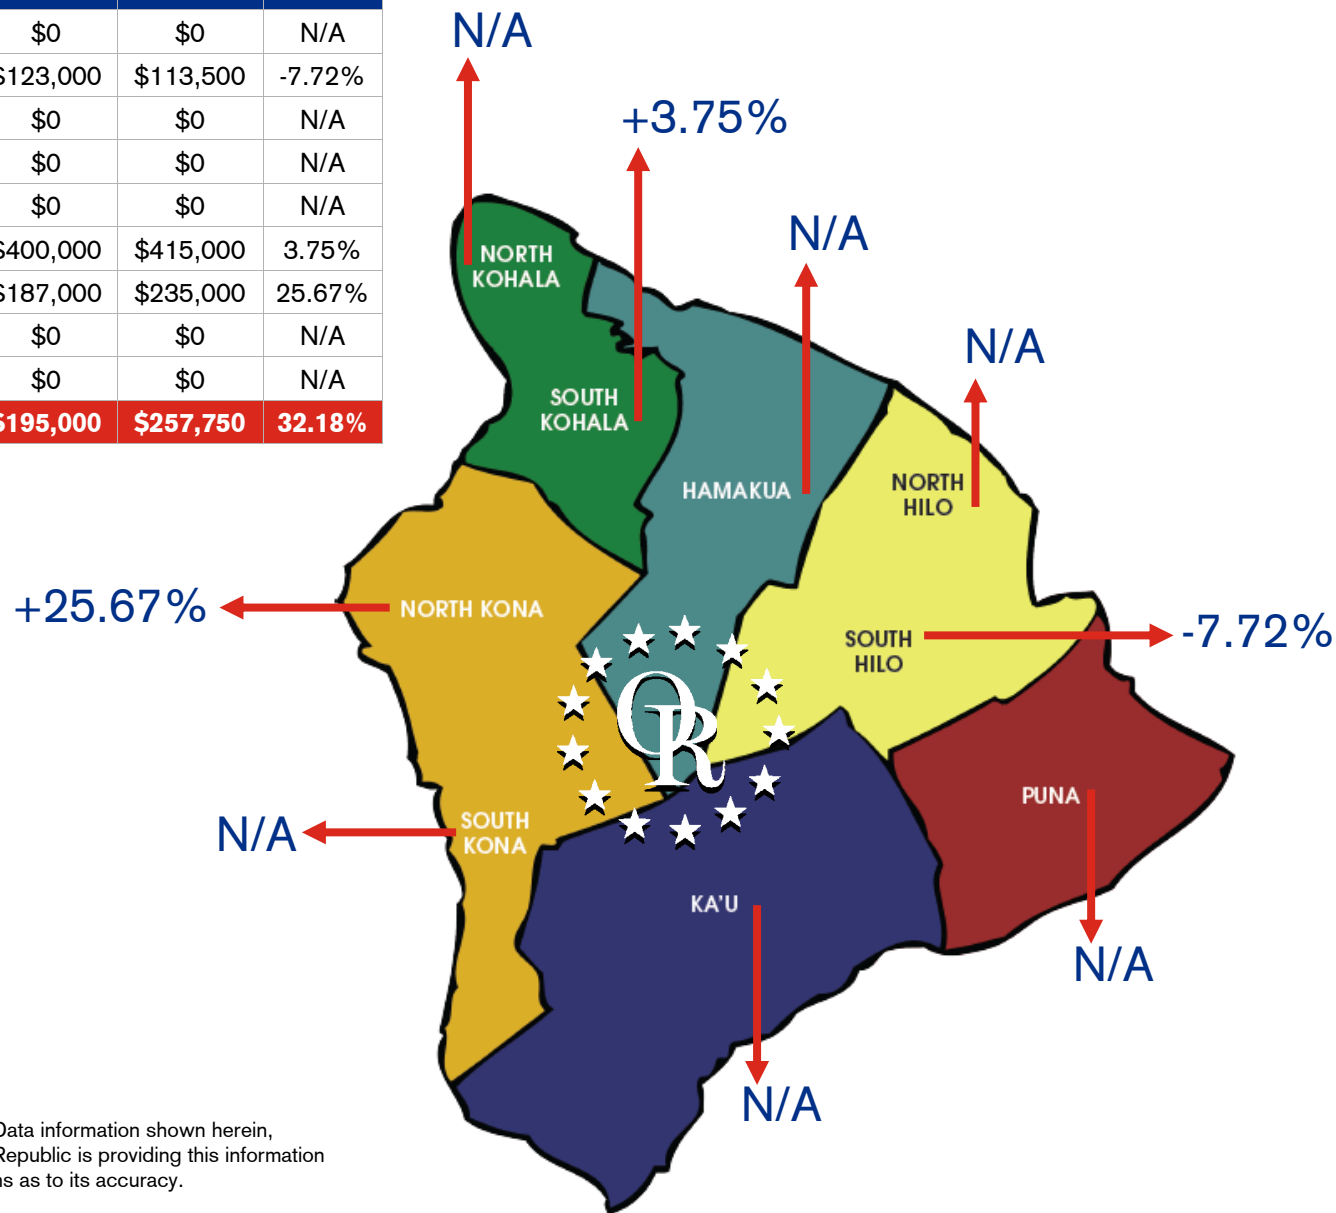 $0 $0 N/A
$123,000 $113,500 -7.72%
$0 $0 N/A
$0 $0 N/A
$0 $0 N/A
$400,000 $415,000 3.75%
$187,000 $235,000 25.67%
$0 $0 N/A
$0 $0 N/A
$195,000 $257,750 32.18%
N/A
+3.75%
N/A
N/A
NORTH
KOHALA
SOUTH
KOHALA
HAMAKUA
NORTH
HILO
+25.67%
NORTH KONA
SOUTH
HILO
-7.72%
OR
N/A
SOUTH
KONA
PUNA
KA'U
N/A
N/A
Data information shown herein,
Republic is providing this information
as to its accuracy.